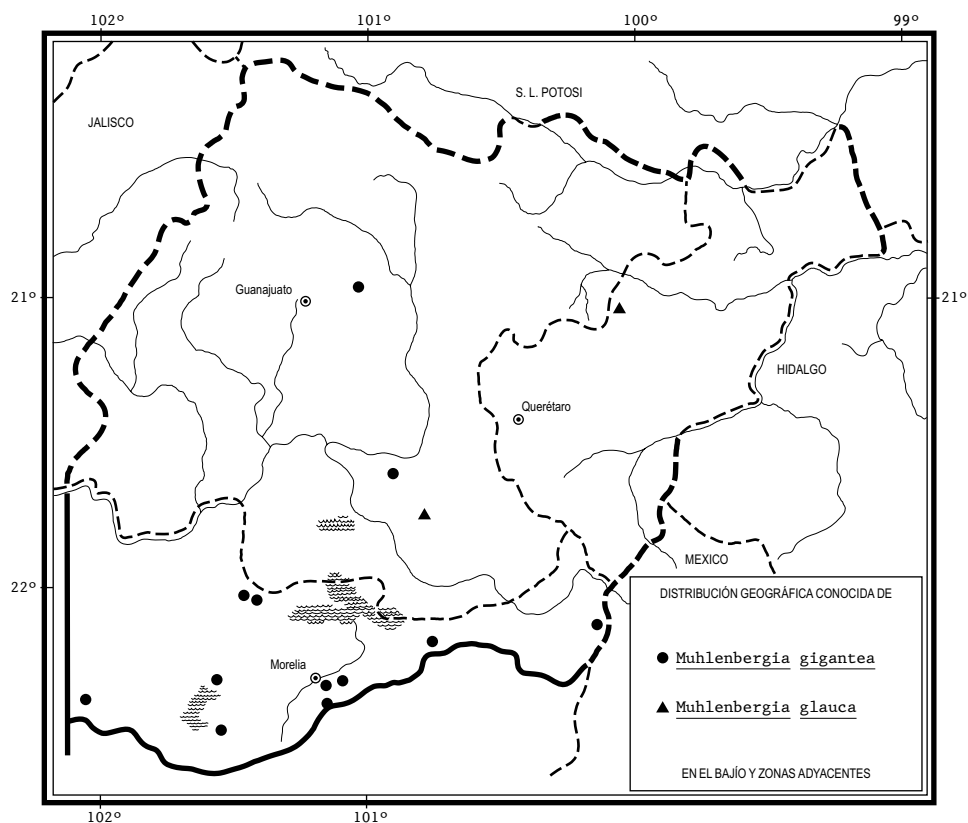 102º 101º 100º 99º
S. L. POTOSI
JALISCO
Guanajuato
21º 21º
HIDALGO
Querétaro
MEXICO
22º
DISTRIBUCIÓN GEOGRÁFICA CONOCIDA DE
Muhlenbergia gigantea
Morelia
Muhlenbergia glauca
EN EL BAJÍO Y ZONAS ADYACENTES
102º 101º